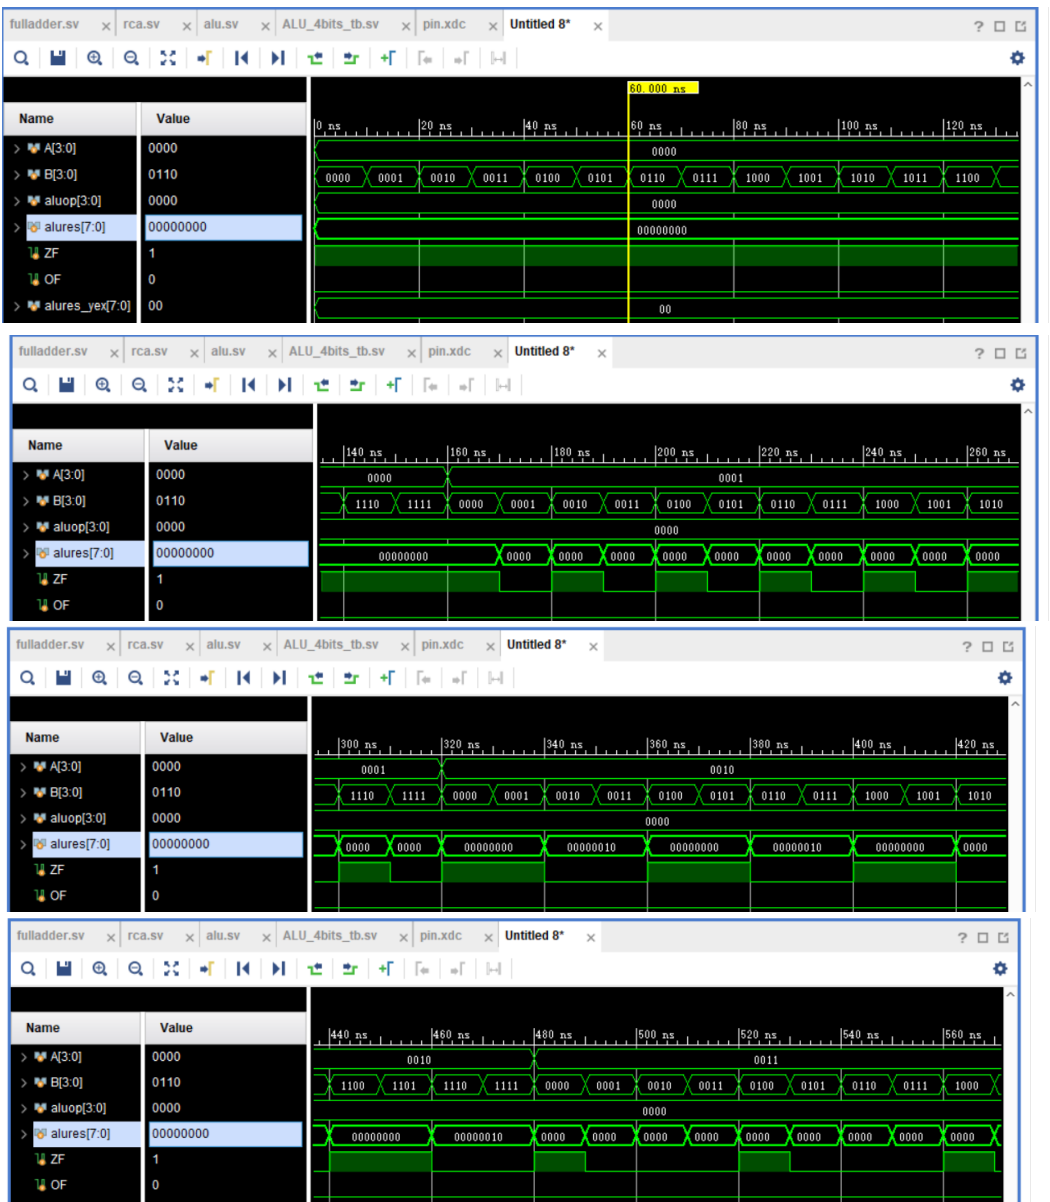 fulladder.sv × rca.sv × alu.sv × ALU_4bits_tb.sv × pin.xdc × Untitled 8* × ?
60.000 ns
Name Value 0 ns 20 ns 40 ns 60 ns 80 ns 100 ns 120 ns
A[3:0] 0000 0000
B[3:0] 0110 0000 0001 0010 0011 0100 0101 0110 0111 1000 1001 1010 1011 1100
aluop[3:0] 0000 0000
alures[7:0] 00000000 00000000
ZF 1
OF 0
alures_yex[7:0] 00 00
fulladder.sv × rca.sv × alu.sv × ALU_4bits_tb.sv × pin.xdc × Untitled 8* × ?
Name Value 140 ns 160 ns 180 ns 200 ns 220 ns 240 ns 260 ns
A[3:0] 0000 0000 0001
B[3:0] 0110 1110 1111 0000 0001 0010 0011 0100 0101 0110 0111 1000 1001 1010
aluop[3:0] 0000 0000
alures[7:0] 00000000 00000000 0000 0000 0000 0000 0000 0000 0000 0000 0000 0000
ZF 1
OF 0
fulladder.sv × rca.sv × alu.sv × ALU_4bits_tb.sv × pin.xdc × Untitled 8* × ?
Name Value 300 ns 320 ns 340 ns 360 ns 380 ns 400 ns 420 ns
A[3:0] 0000 0001 0010
B[3:0] 0110 1110 1111 0000 0001 0010 0011 0100 0101 0110 0111 1000 1001 1010
aluop[3:0] 0000 0000
alures[7:0] 00000000 0000 0000 00000000 00000010 00000000 00000010 00000000 0000
ZF 1
OF 0
fulladder.sv × rca.sv × alu.sv × ALU_4bits_tb.sv × pin.xdc × Untitled 8* × ?
Name Value 440 ns 460 ns 480 ns 500 ns 520 ns 540 ns 560 ns
A[3:0] 0000 0010 0011
B[3:0] 0110 1100 1101 1110 1111 0000 0001 0010 0011 0100 0101 0110 0111 1000
aluop[3:0] 0000 0000
alures[7:0] 00000000 00000000 00000010 0000 0000 0000 0000 0000 0000 0000 0000 0000
ZF 1
OF 0